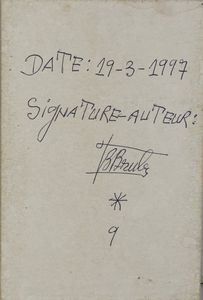 DATE: 19-3-1997
SIGNATURE-AUTEUR:
*
9